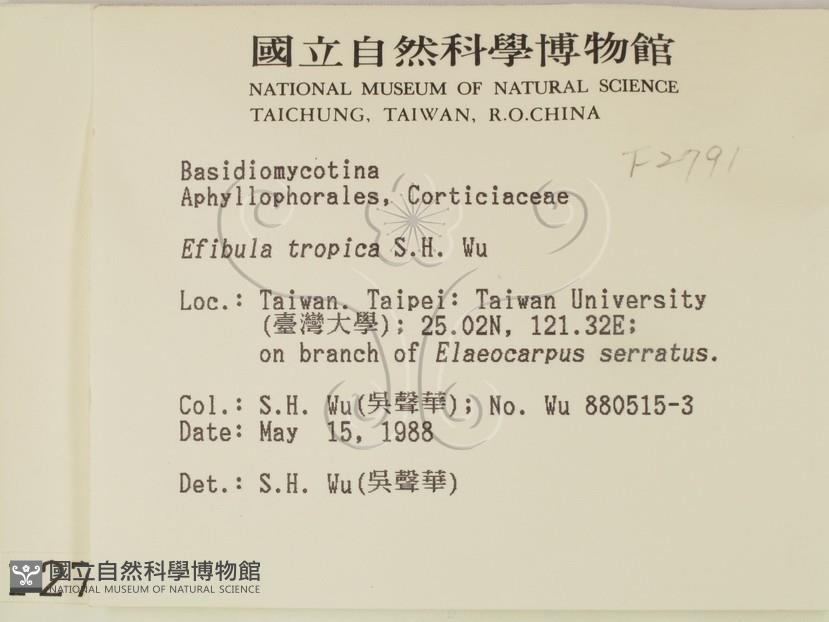 國立自然科學博物館
NATIONAL MUSEUM OF NATURAL SCIENCE
TAICHUNG, TAIWAN, R.O.CHINA
F2791
Basidiomycotina
Aphyllophorales, Corticiaceae
Efibula tropica S.H. Wu
Loc.: Taiwan. Taipei: Taiwan University
(臺灣大學); 25.02N, 121.32E;
on branch of Elaeocarpus serratus.
Col.: S.H. Wu(吳聲華); No. Wu 880515-3
Date: May 15, 1988
Det.: S.H. Wu(吳聲華)
國立自然科學博物館
NATIONAL MUSEUM OF NATURAL SCIENCE